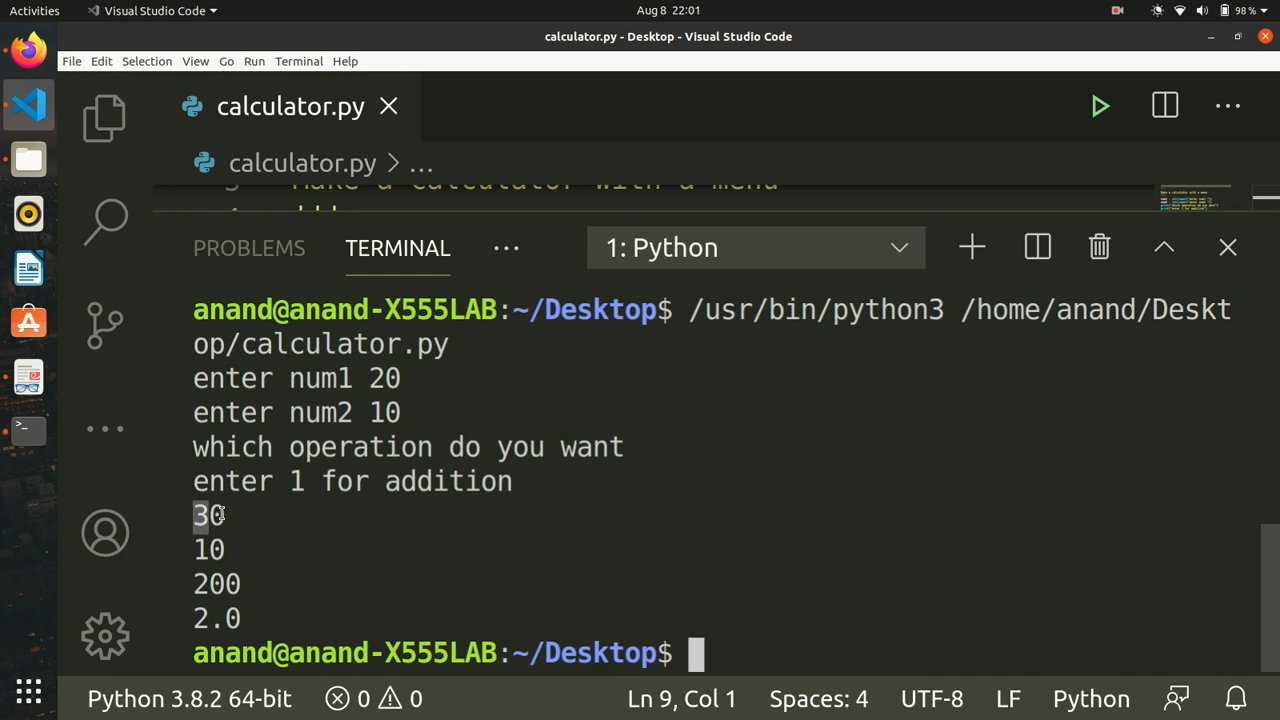 Activities
Visual Studio Code
Aug 8 22:01
98%
calculator.py - Desktop - Visual Studio Code
File Edit Selection View Go Run Terminal Help
calculator.py
calculator.py > ...
Make a calculator with a menu
PROBLEMS TERMINAL ... 1: Python
anand@anand-X555LAB:~/Desktop$ /usr/bin/python3 /home/anand/Deskt
op/calculator.py
enter num1 20
enter num2 10
which operation do you want
enter 1 for addition
30
10
200
2.0
anand@anand-X555LAB:~/Desktop$
Python 3.8.2 64-bit 0 0 Ln 9, Col 1 Spaces: 4 UTF-8 LF Python